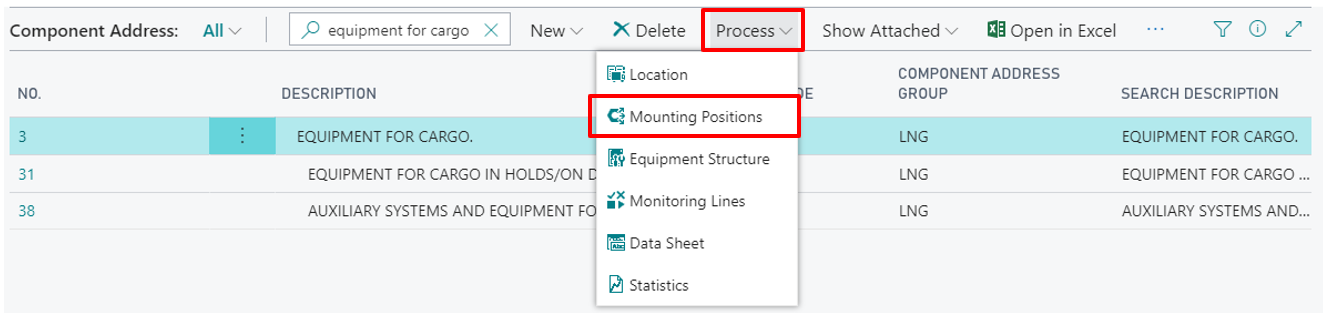 Component Address: All equipment for cargo New Delete Process Show Attached Open in Excel ...
NO. DESCRIPTION DE COMPONENT ADDRESS GROUP SEARCH DESCRIPTION
Location
Mounting Positions
Equipment Structure
Monitoring Lines
Data Sheet
Statistics
3 EQUIPMENT FOR CARGO. LNG EQUIPMENT FOR CARGO.
31 EQUIPMENT FOR CARGO IN HOLDS/ON D LNG EQUIPMENT FOR CARGO ...
38 AUXILIARY SYSTEMS AND EQUIPMENT FO LNG AUXILIARY SYSTEMS AND...